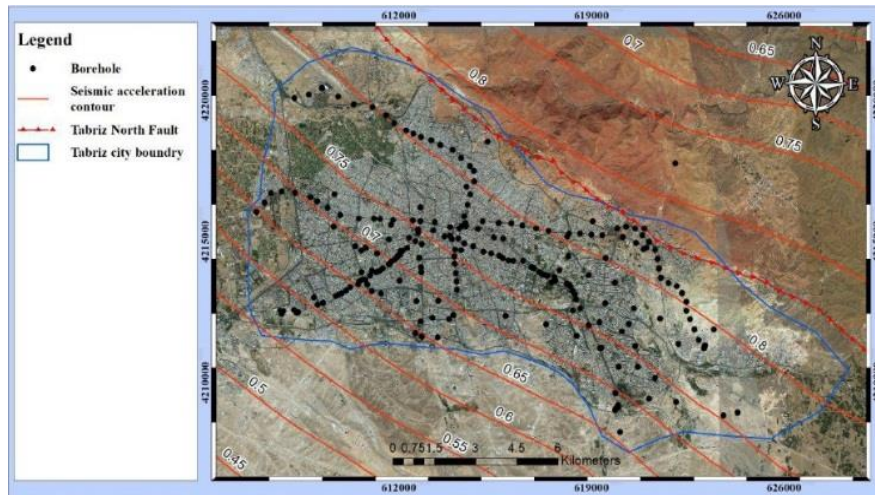 612000 619000 626000
Legend
Borehole
Seismic acceleration
contour
Tabriz North Fault
Tabriz city boundry
N
W E
S
4220000
4215000
4210000
0.7
0.65
0.8
0.75
0.75
0.7
0.8
0.65
0.6
0.55
0.5
0.45
0 0.75 1.5 3 4.5 6
Kilometers
612000 619000 626000